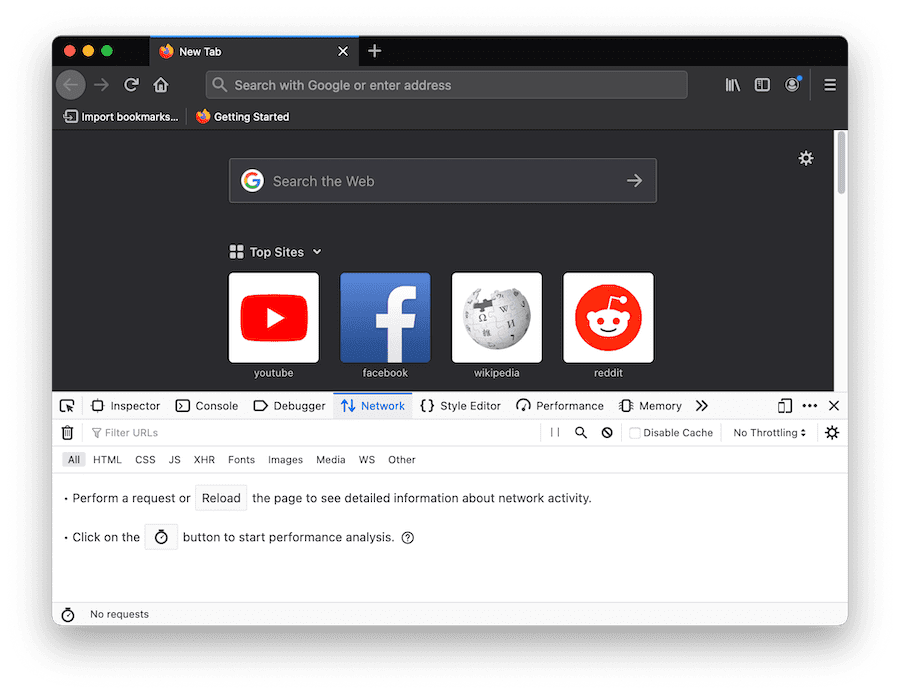 New Tab
Search with Google or enter address
Import bookmarks... Getting Started
Search the Web
Top Sites
youtube facebook wikipedia reddit
Inspector Console Debugger Network Style Editor Performance Memory
Filter URLs Disable Cache No Throttling
All HTML CSS JS XHR Fonts Images Media WS Other
• Perform a request or Reload the page to see detailed information about network activity.
• Click on the button to start performance analysis.
No requests